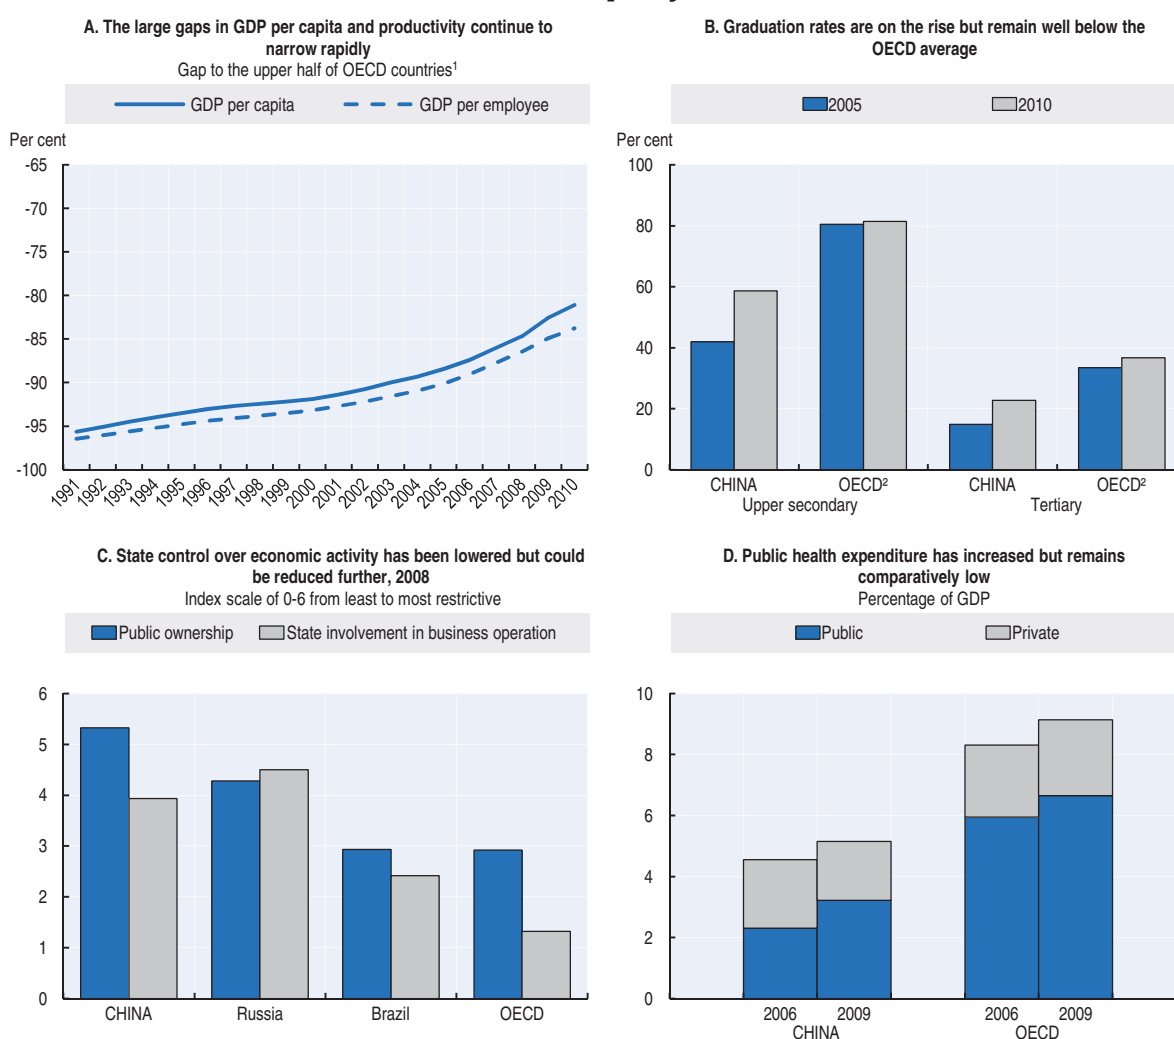 A. The large gaps in GDP per capita and productivity continue to
narrow rapidly
Gap to the upper half of OECD countries¹
GDP per capita
GDP per employee
Per cent
-65
-70
-75
-80
-85
-90
-95
-100
1991
1992
1993
1994
1995
1996
1997
1998
1999
2000
2001
2002
2003
2004
2005
2006
2007
2008
2009
2010
B. Graduation rates are on the rise but remain well below the
OECD average
2005
2010
Per cent
100
80
60
40
20
0
CHINA
OECD²
CHINA
OECD²
Upper secondary
Tertiary
C. State control over economic activity has been lowered but could
be reduced further, 2008
Index scale of 0-6 from least to most restrictive
Public ownership
State involvement in business operation
6
5
4
3
2
1
0
CHINA
Russia
Brazil
OECD
D. Public health expenditure has increased but remains
comparatively low
Percentage of GDP
Public
Private
10
8
6
4
2
0
2006
2009
2006
2009
CHINA
OECD